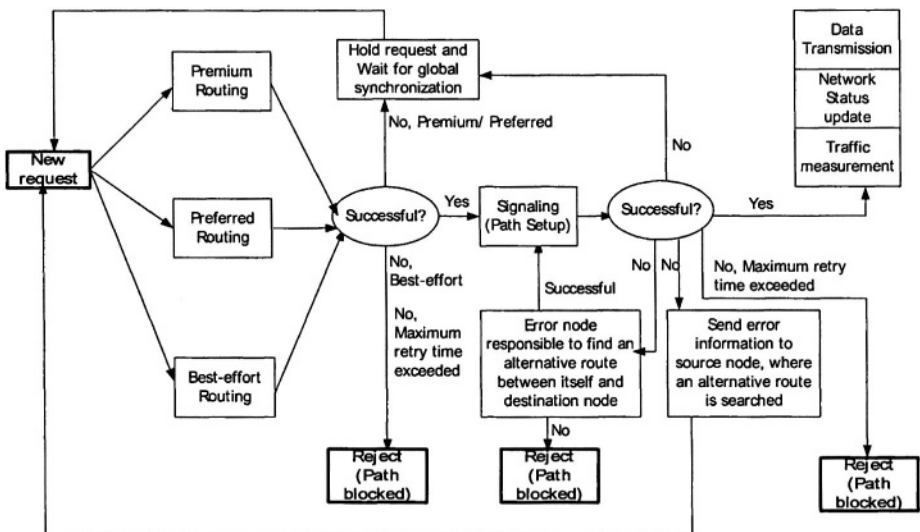 Data
Transmission
Network
Status
update
Traffic
measurement
Hold request and
Wait for global
synchronization
Premium
Routing
No, Premium/ Preferred
No
New
request
Preferred
Routing
Successful?
Yes
Signaling
(Path Setup)
Successful?
Yes
No,
Best-effort
No,
Maximum
retry time
exceeded
Successful
No
No
No, Maximum retry
time exceeded
Best-effort
Routing
Error node
responsible to find an
alternative route
between itself and
destination node
Send error
information to
source node, where
an alternative route
is searched
No
Reject
(Path
blocked)
Reject
(Path
blocked)
Reject
(Path
blocked)